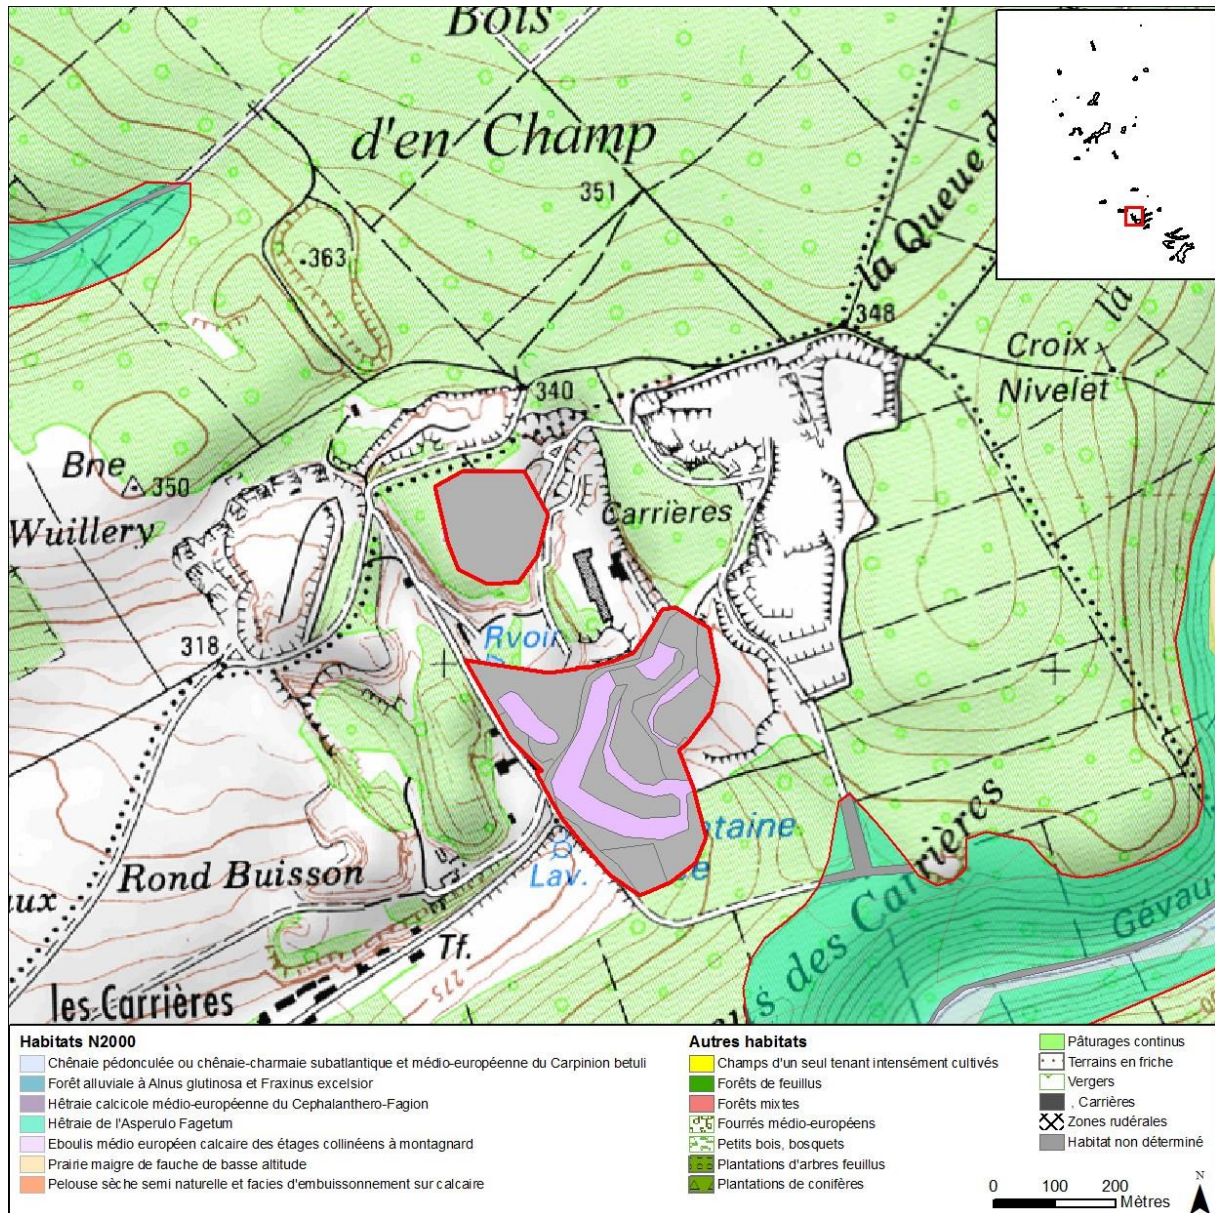 Bois
d'en Champ
351
363
la Queue d
la
348
Croix
Nivelet
340
Bne
350
Wuillery
Carrières
318
Rvoir
taine
Lav.
Rond Buisson
aux
des Carrières
Gévau
Tf.
275
les Carrières
Habitats N2000
Chênaie pédonculée ou chênaie-charmaie subatlantique et médio-européenne du Carpinion betuli
Forêt alluviale à Alnus glutinosa et Fraxinus excelsior
Hêtraie calcicole médio-européenne du Cephalanthero-Fagion
Hêtraie de l'Asperulo Fagetum
Eboulis médio européen calcaire des étages collinéens à montagnard
Prairie maigre de fauche de basse altitude
Pelouse sèche semi naturelle et facies d'embuissonnement sur calcaire
Autres habitats
Champs d'un seul tenant intensément cultivés
Forêts de feuillus
Forêts mixtes
Fourrés médio-européens
Petits bois, bosquets
Plantations d'arbres feuillus
Plantations de conifères
Pâturages continus
Terrains en friche
Vergers
, Carrières
Zones rudérales
Habitat non déterminé
N
0 100 200
Mètres